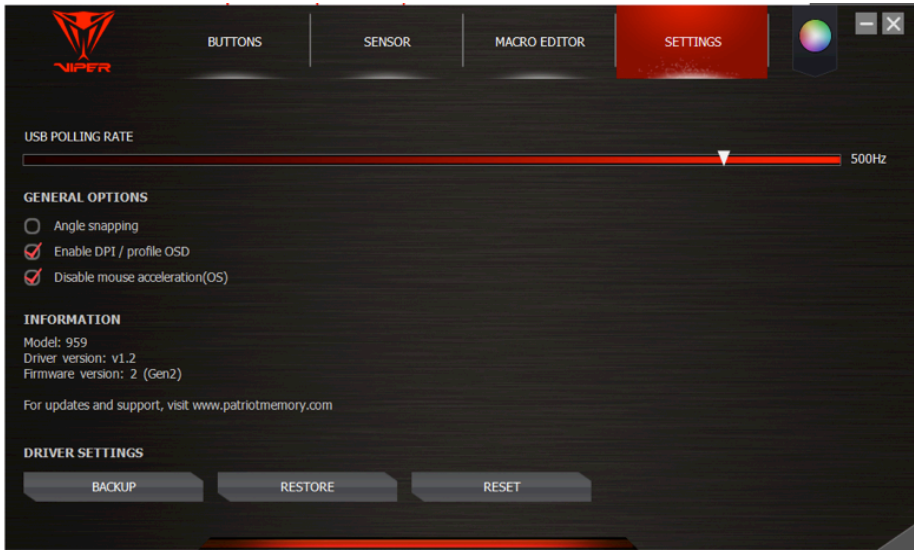 VIPER
BUTTONS
SENSOR
MACRO EDITOR
SETTINGS
USB POLLING RATE
500Hz
GENERAL OPTIONS
Angle snapping
Enable DPI / profile OSD
Disable mouse acceleration(OS)
INFORMATION
Model: 959
Driver version: v1.2
Firmware version: 2 (Gen2)
For updates and support, visit www.patriotmemory.com
DRIVER SETTINGS
BACKUP
RESTORE
RESET